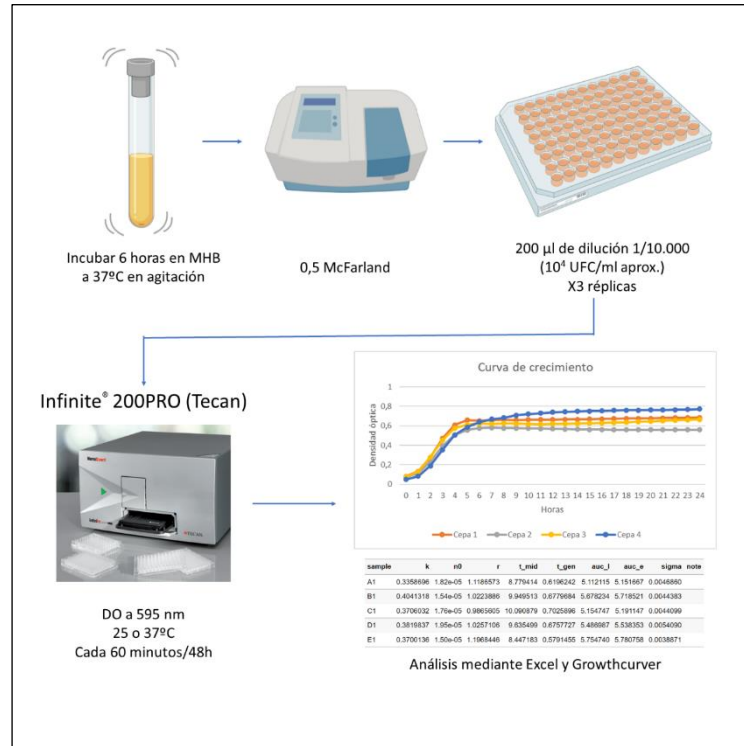 Incubar 6 horas en MHB
a 37ºC en agitación
0,5 McFarland
200 µl de dilución 1/10.000
(10⁴ UFC/ml aprox.)
X3 réplicas
Infinite® 200PRO (Tecan)
TECAN
DO a 595 nm
25 o 37ºC
Cada 60 minutos/48h
Curva de crecimiento
Densidad óptica
1
0,8
0,6
0,4
0,2
0
0 1 2 3 4 5 6 7 8 9 10 11 12 13 14 15 16 17 18 19 20 21 22 23 24
Horas
Cepa 1 Cepa 2 Cepa 3 Cepa 4
sample k n0 r t_mid t_gen auc_l auc_e sigma note
A1 0.3358696 1.82e-05 1.1186573 8.779414 0.6196242 5.112115 5.151667 0.0046860
B1 0.4041318 1.54e-05 1.0223886 9.949513 0.6779684 5.678234 5.718521 0.0044383
C1 0.3706032 1.76e-05 0.9865605 10.090879 0.7025896 5.154747 5.191147 0.0044099
D1 0.3819837 1.95e-05 1.0257106 9.635499 0.6757727 5.486987 5.538353 0.0054090
E1 0.3700136 1.50e-05 1.1968446 8.447183 0.5791455 5.754740 5.780758 0.0038871
Análisis mediante Excel y Growthcurver